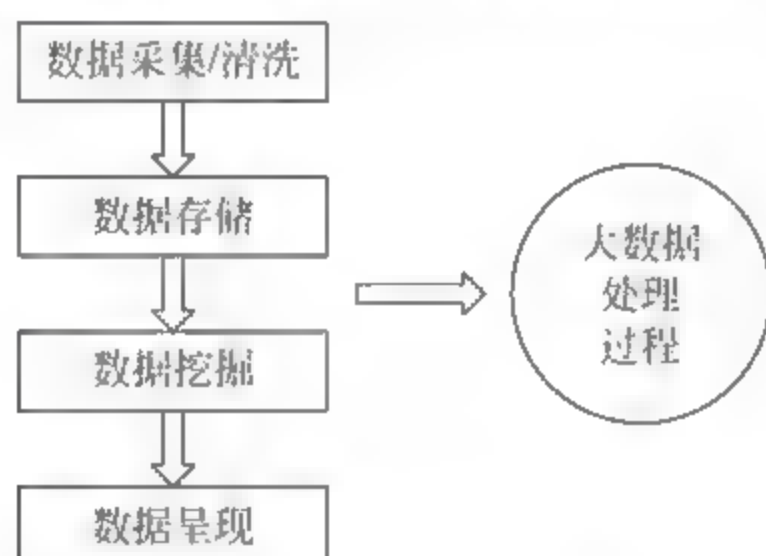 数据采集/清洗
数据存储
数据挖掘
数据呈现
大数据
处理
过程